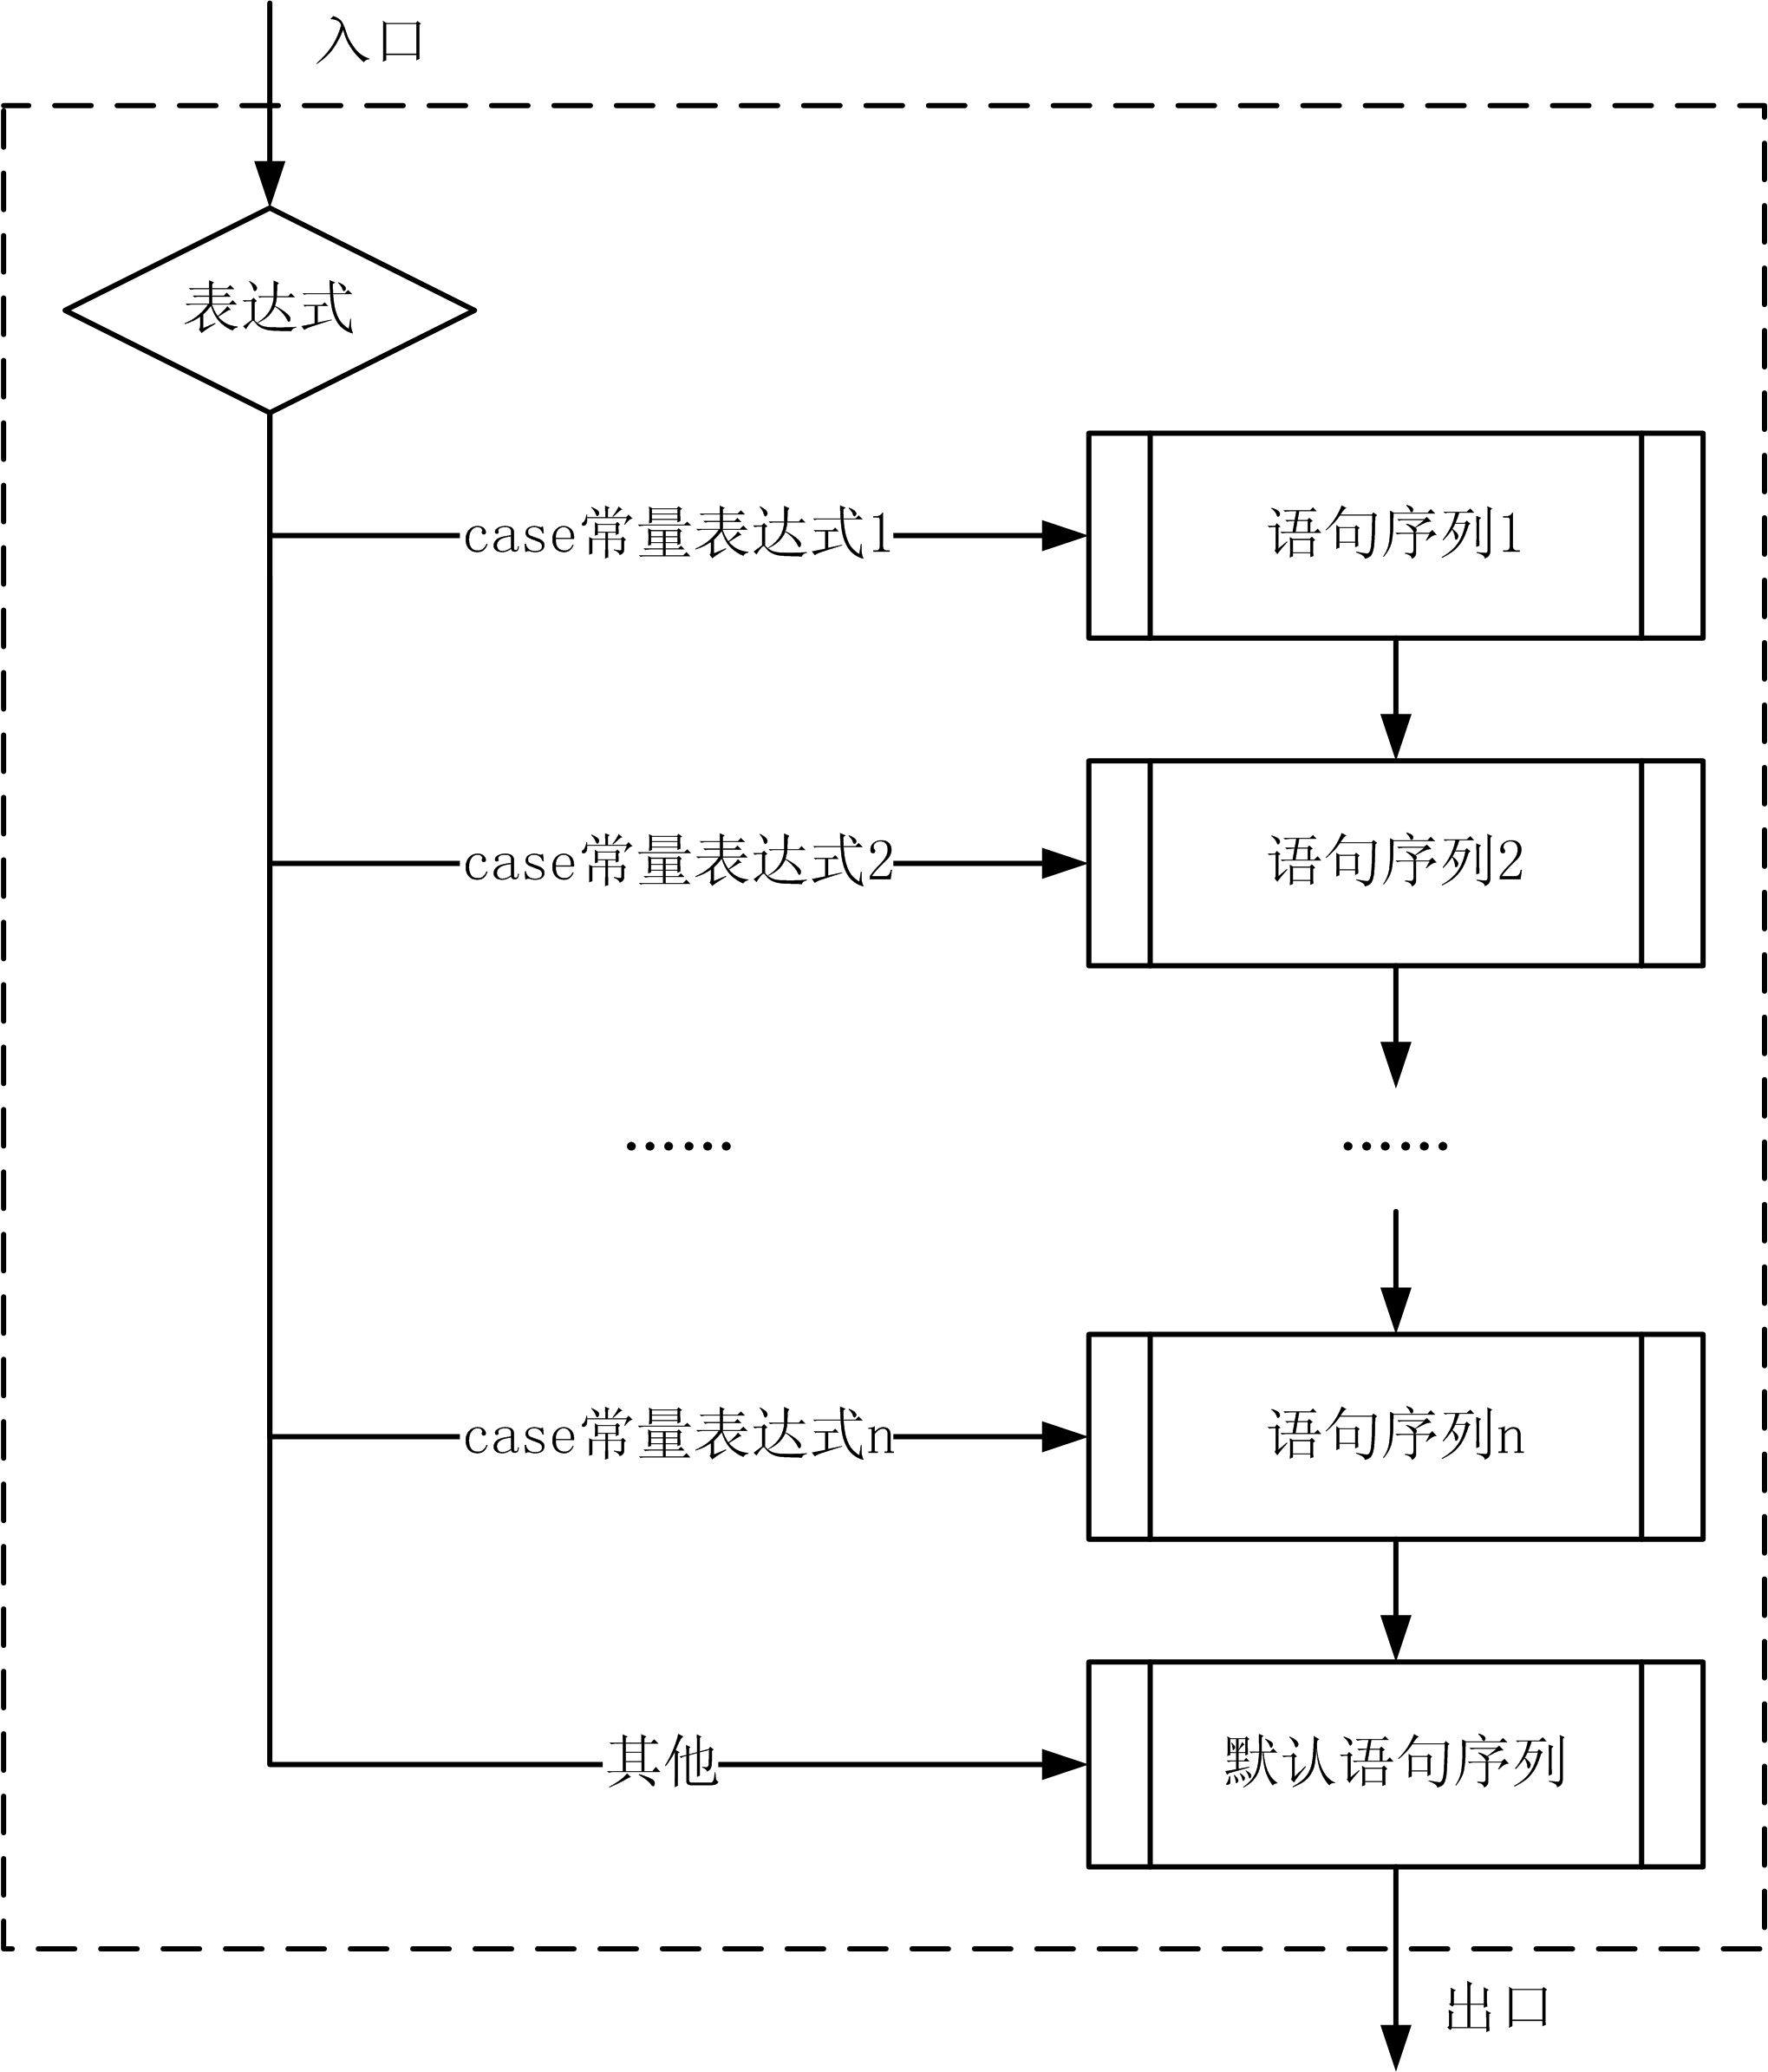 入口
表达式
case常量表达式1
语句序列1
case常量表达式2
语句序列2
……
……
case常量表达式n
语句序列n
其他
默认语句序列
出口